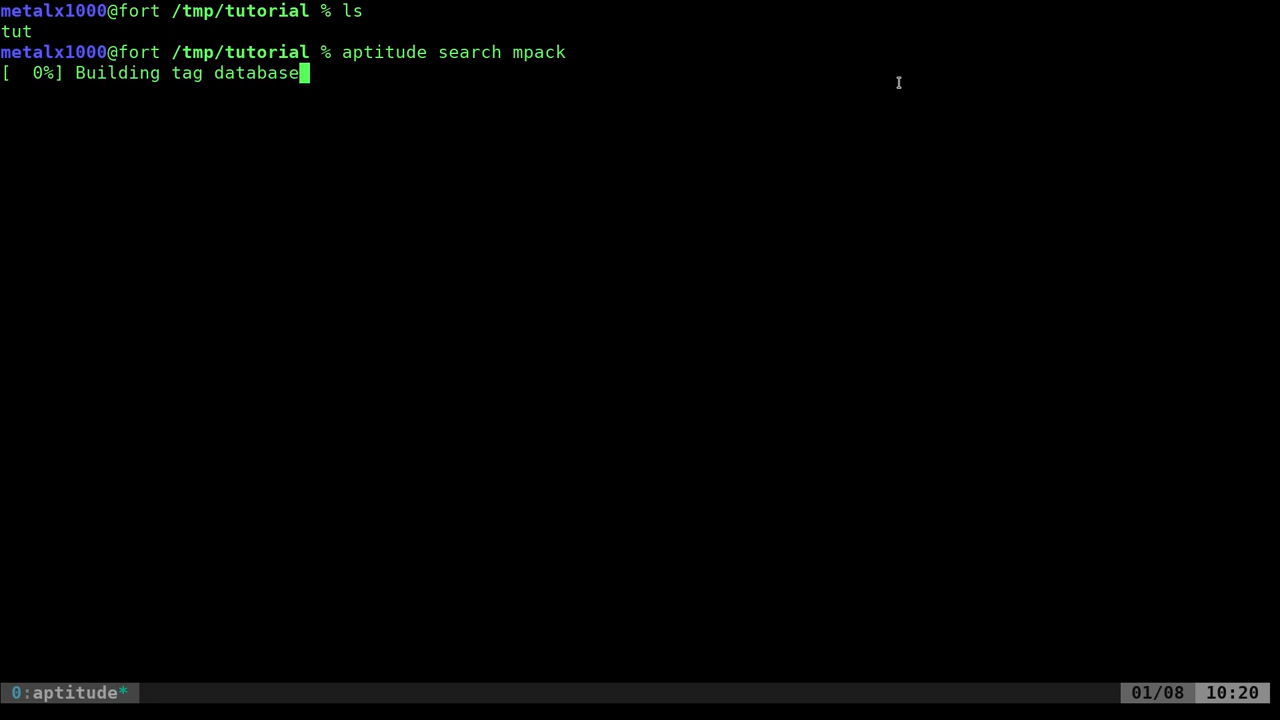 metalx1000@fort /tmp/tutorial % ls
tut
metalx1000@fort /tmp/tutorial % aptitude search mpack
[  0%] Building tag database
0:aptitude* 01/08 10:20